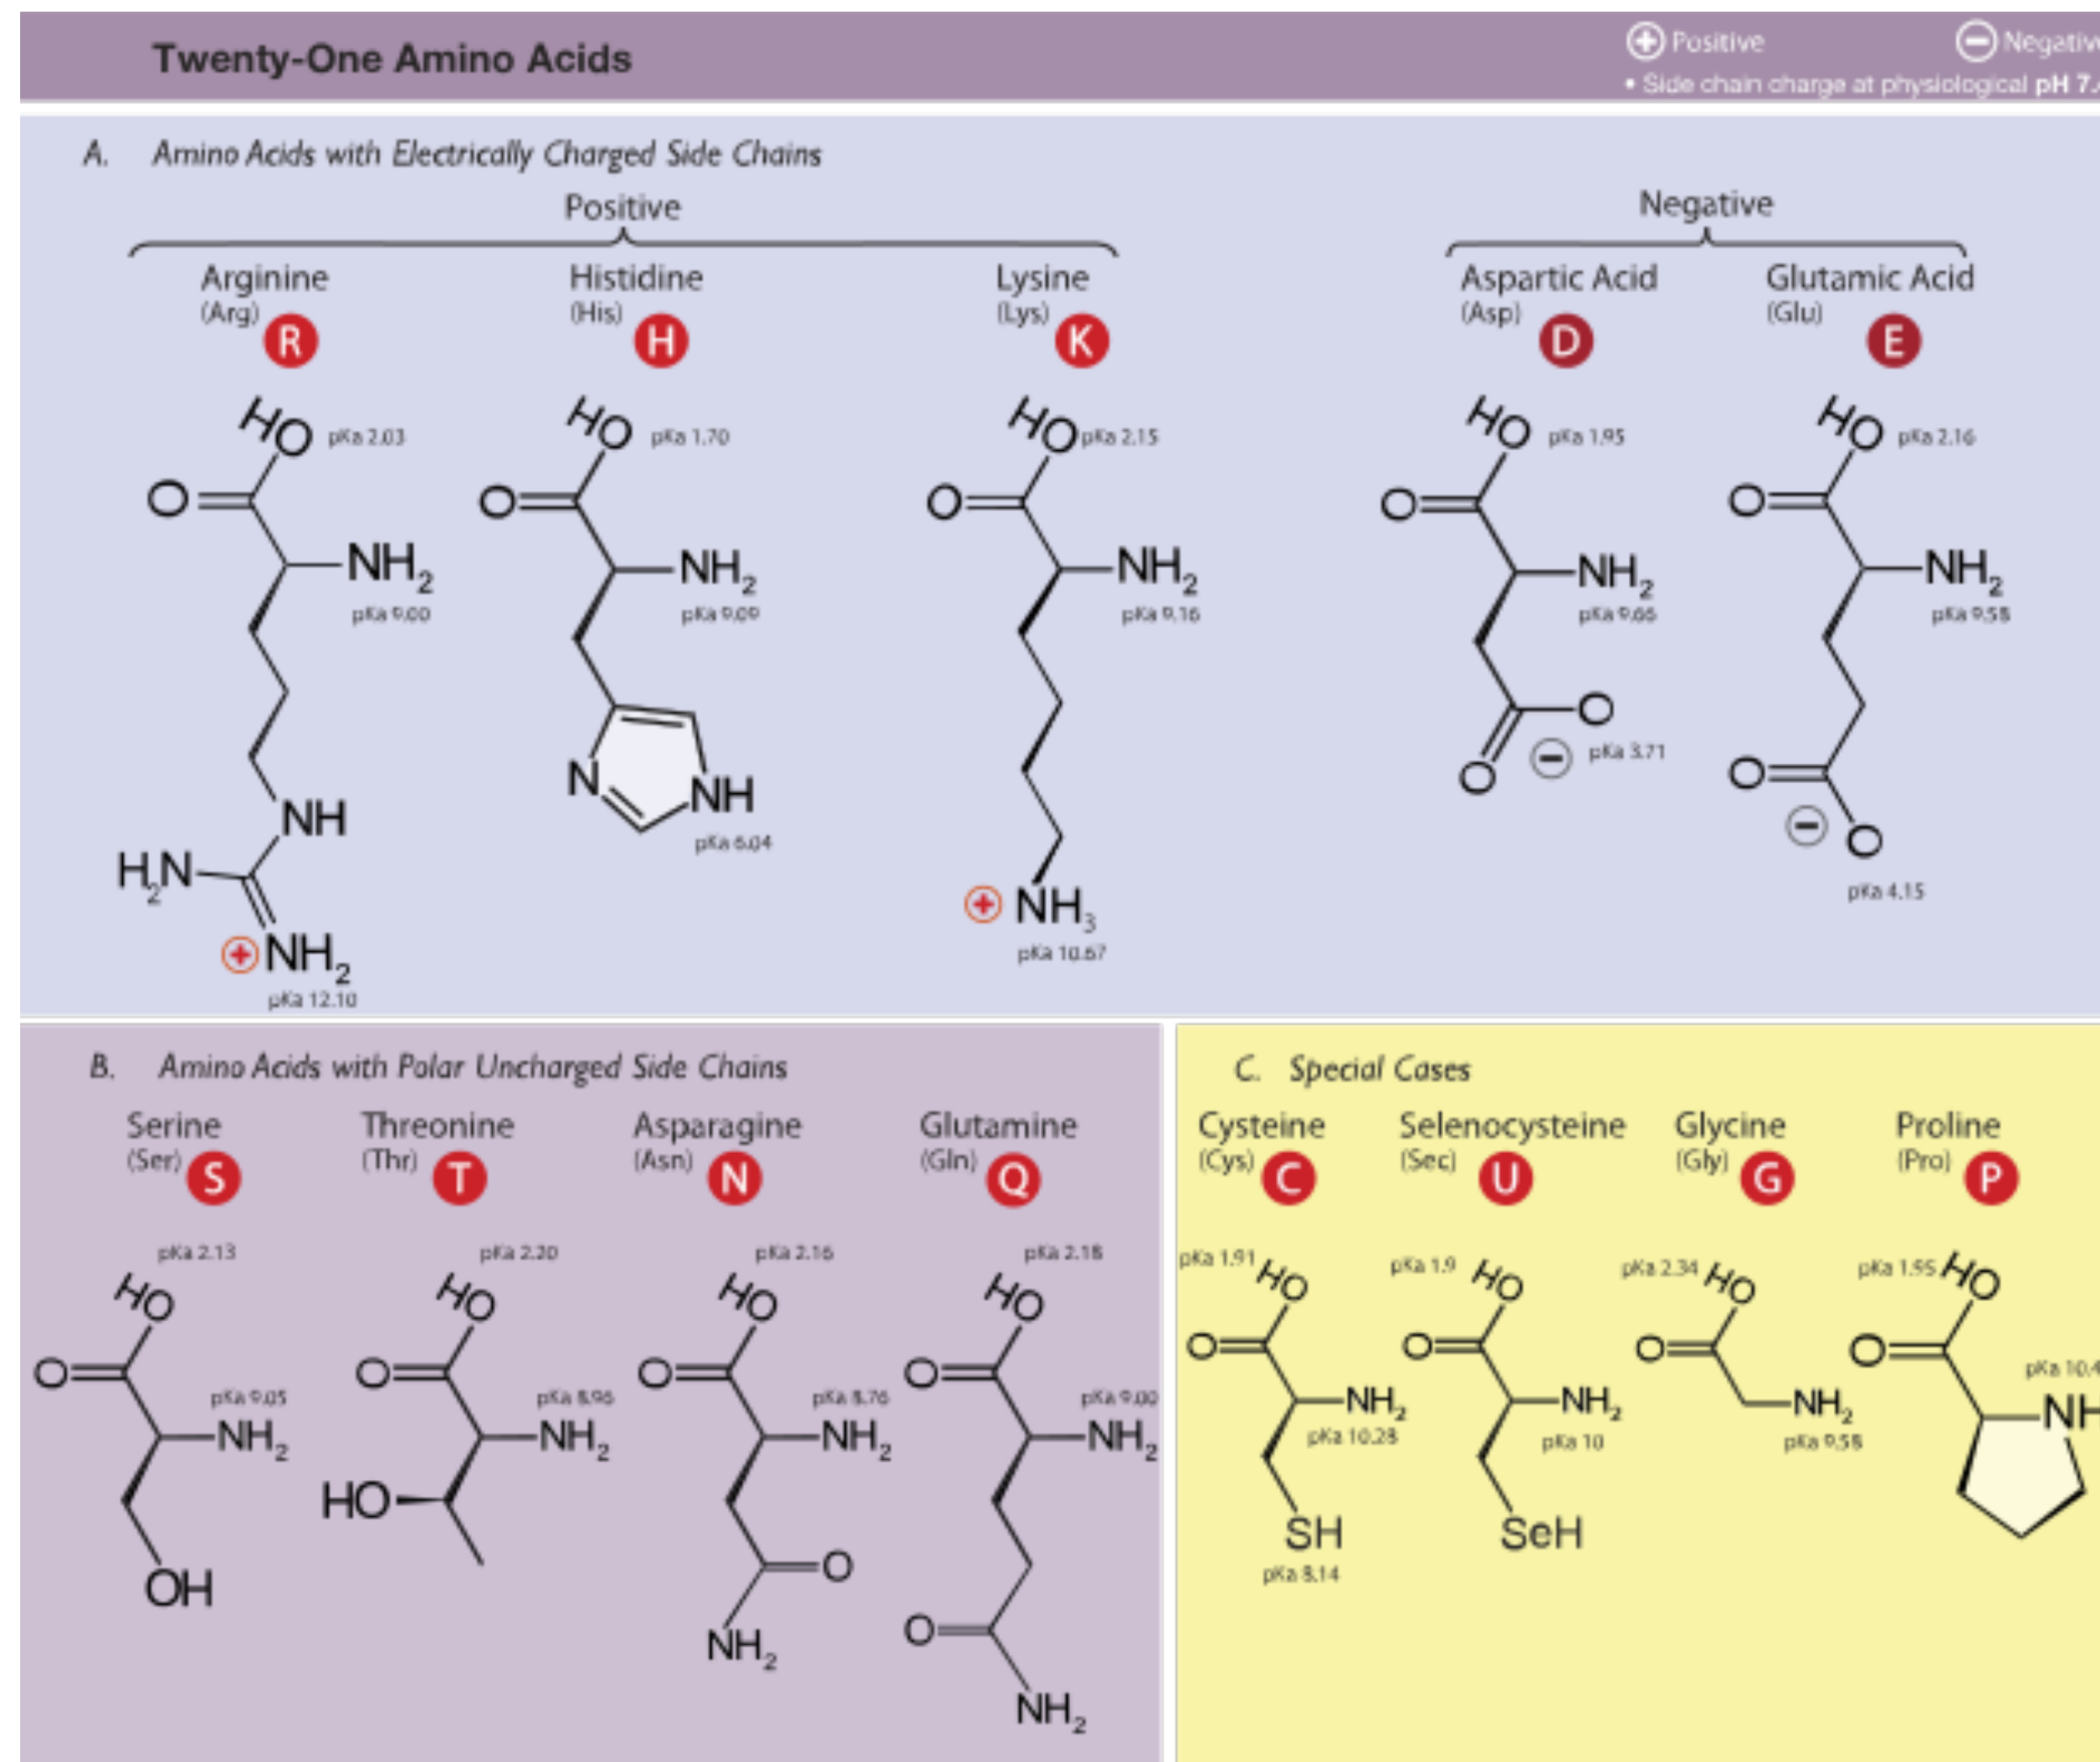 Twenty-One Amino Acids
Positive
Negative
• Side chain charge at physiological pH 7.
A. Amino Acids with Electrically Charged Side Chains
Positive
Negative
Arginine
(Arg)
R
Histidine
(His)
H
Lysine
(Lys)
K
Aspartic Acid
(Asp)
D
Glutamic Acid
(Glu)
E
HO pKa 2.03
O
NH2
pKa 9.00
NH
H2N
NH2
pKa 12.10
HO pKa 1.70
O
NH2
pKa 9.09
N
NH
pKa 6.04
HO pKa 2.15
O
NH2
pKa 9.16
NH3
pKa 10.67
HO pKa 1.95
O
NH2
pKa 9.66
O
O
pKa 3.71
HO pKa 2.16
O
NH2
pKa 9.58
O
O
pKa 4.15
B. Amino Acids with Polar Uncharged Side Chains
Serine
(Ser)
S
Threonine
(Thr)
T
Asparagine
(Asn)
N
Glutamine
(Gln)
Q
pKa 2.13
HO
O
pKa 9.05
NH2
OH
pKa 2.20
HO
O
pKa 8.96
NH2
HO
pKa 2.16
HO
O
pKa 8.76
NH2
O
NH2
pKa 2.18
HO
O
pKa 9.00
NH2
O
NH2
C. Special Cases
Cysteine
(Cys)
C
Selenocysteine
(Sec)
U
Glycine
(Gly)
G
Proline
(Pro)
P
pKa 1.91 HO
O
NH2
pKa 10.28
SH
pKa 8.14
pKa 1.9 HO
O
NH2
pKa 10
SeH
pKa 2.34 HO
O
NH2
pKa 9.58
pKa 1.95 HO
O
pKa 10.4
NH